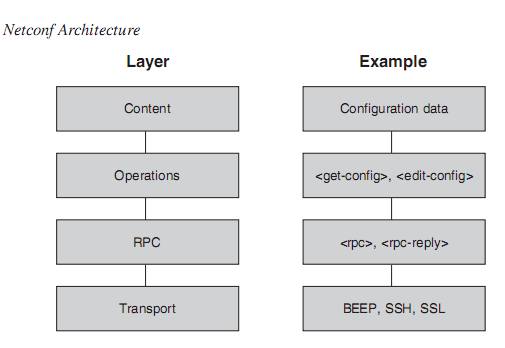 Netconf Architecture
Layer
Example
Content
Configuration data
Operations
<get-config>, <edit-config>
RPC
<rpc>, <rpc-reply>
Transport
BEEP, SSH, SSL